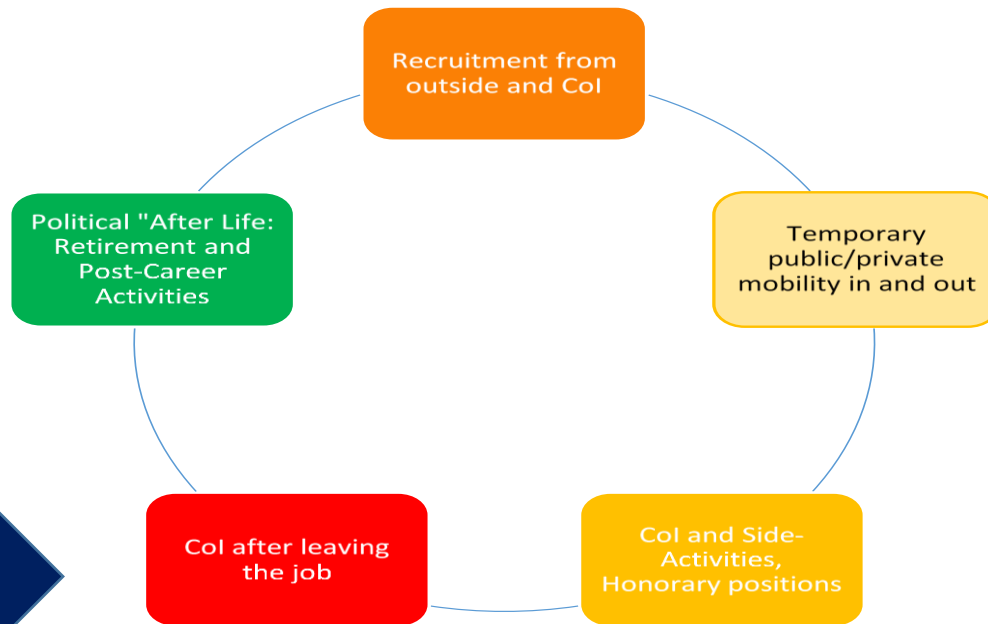 Recruitment from
outside and CoI
Temporary
public/private
mobility in and out
CoI and Side-
Activities,
Honorary positions
CoI after leaving
the job
Political "After Life:
Retirement and
Post-Career
Activities